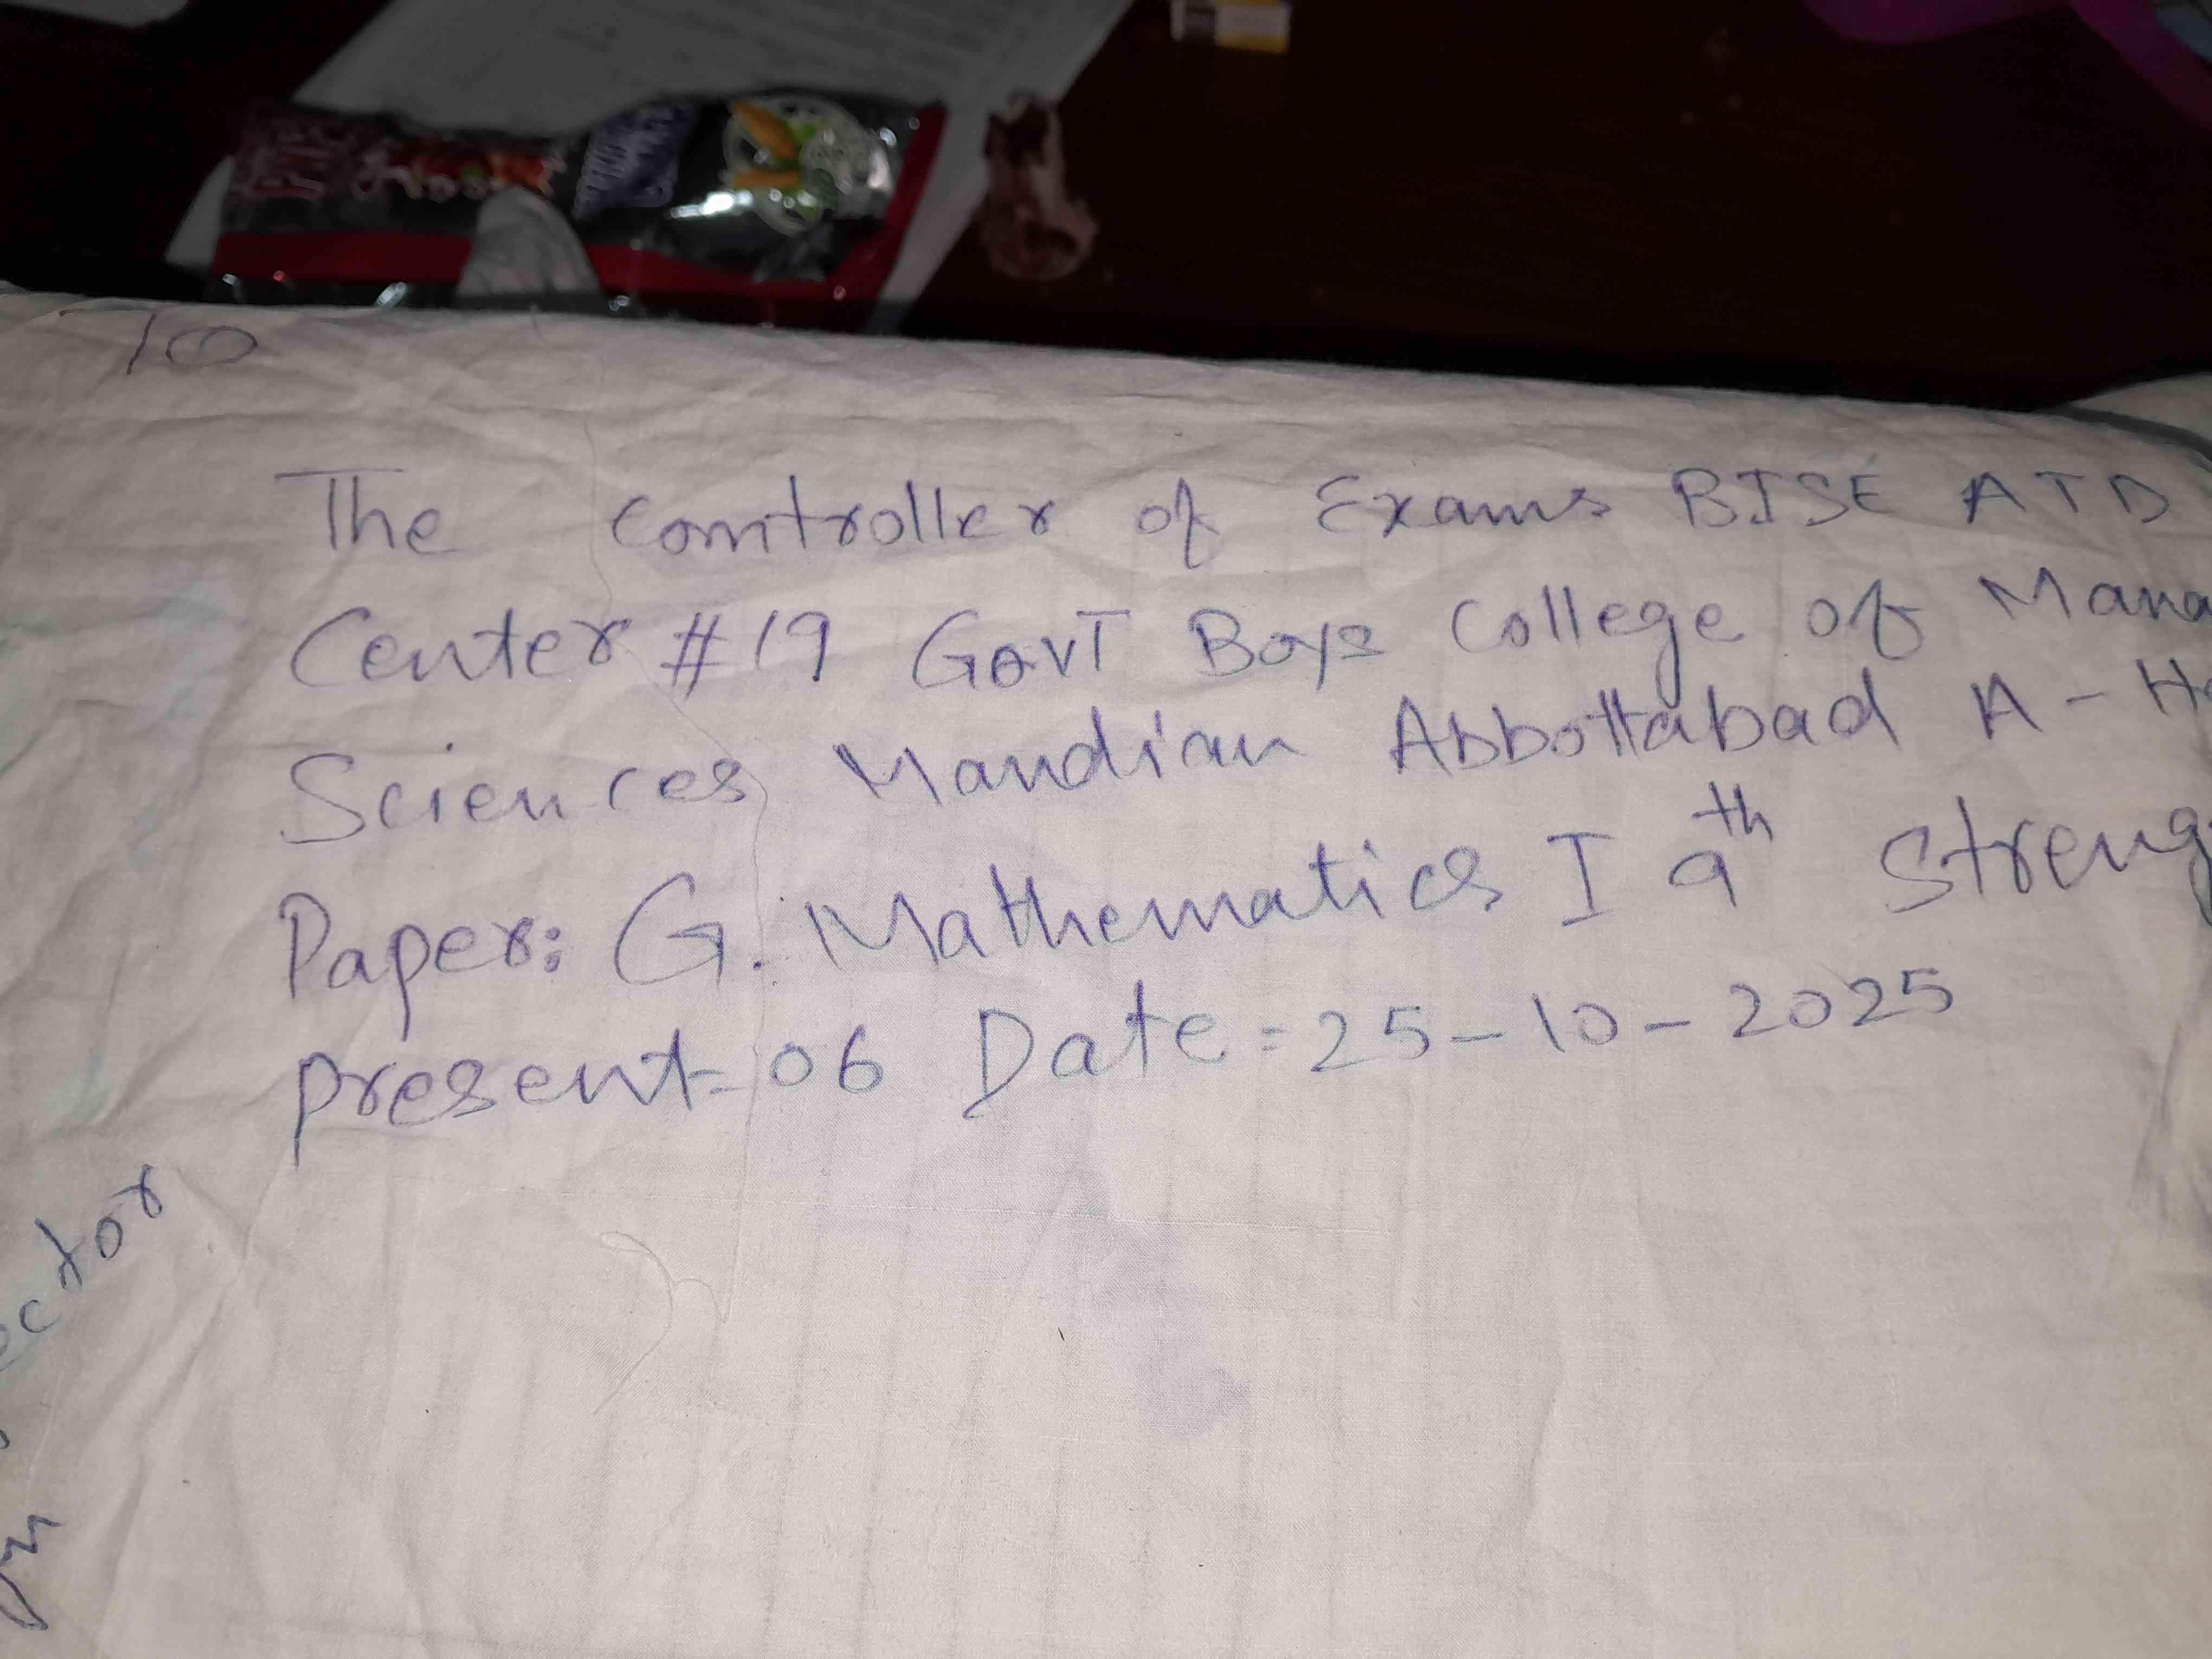 To
The Controller of Exams BISE ATD
Center #19 GovT Boys College of Mana
Sciences Mandian Abbottabad A-H
Paper: G. Mathematics I 9th Streng
Present-06 Date=25-10-2025
ector